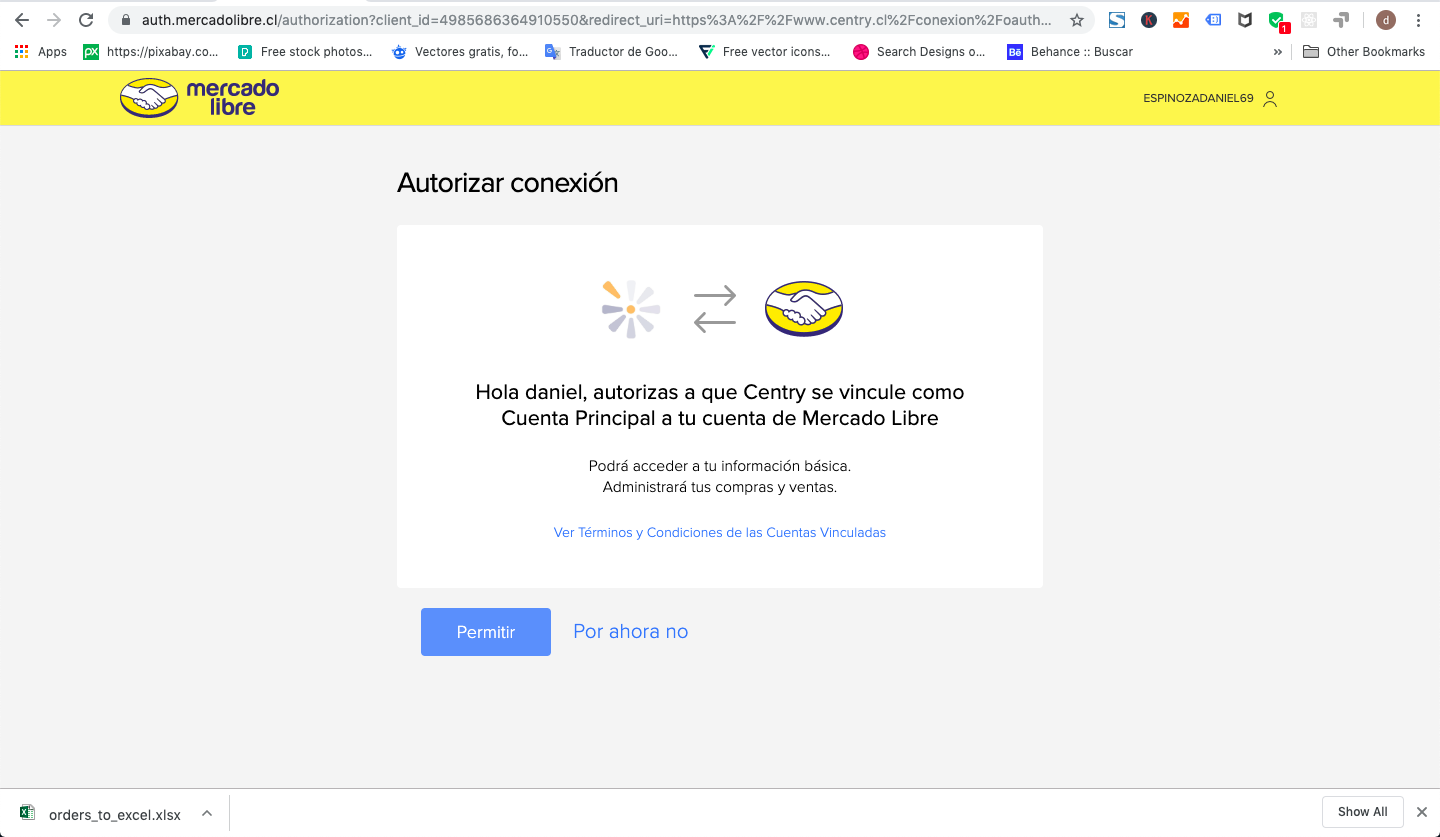 auth.mercadolibre.cl/authorization?client_id=4985686364910550&redirect_uri=https%3A%2F%2Fwww.centry.cl%2Fconexion%2Foauth...
K
1
d
Apps
px
https://pixabay.co...
Free stock photos...
Vectores gratis, fo...
Traductor de Goo...
Free vector icons...
Search Designs o...
Bē
Behance :: Buscar
»
Other Bookmarks
mercado
libre
ESPINOZADANIEL69
Autorizar conexión
Hola daniel, autorizas a que Centry se vincule como
Cuenta Principal a tu cuenta de Mercado Libre
Podrá acceder a tu información básica.
Administrará tus compras y ventas.
Ver Términos y Condiciones de las Cuentas Vinculadas
Permitir
Por ahora no
orders_to_excel.xlsx
Show All